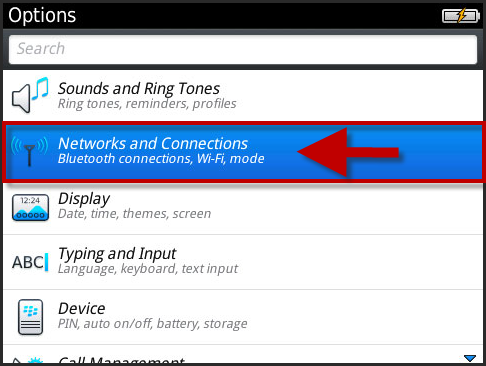 Options
Search
Sounds and Ring Tones
Ring tones, reminders, profiles
Networks and Connections
Bluetooth connections, Wi-Fi, mode
12:24
Display
Date, time, themes, screen
ABC
Typing and Input
Language, keyboard, text input
Device
PIN, auto on/off, battery, storage
Call Management